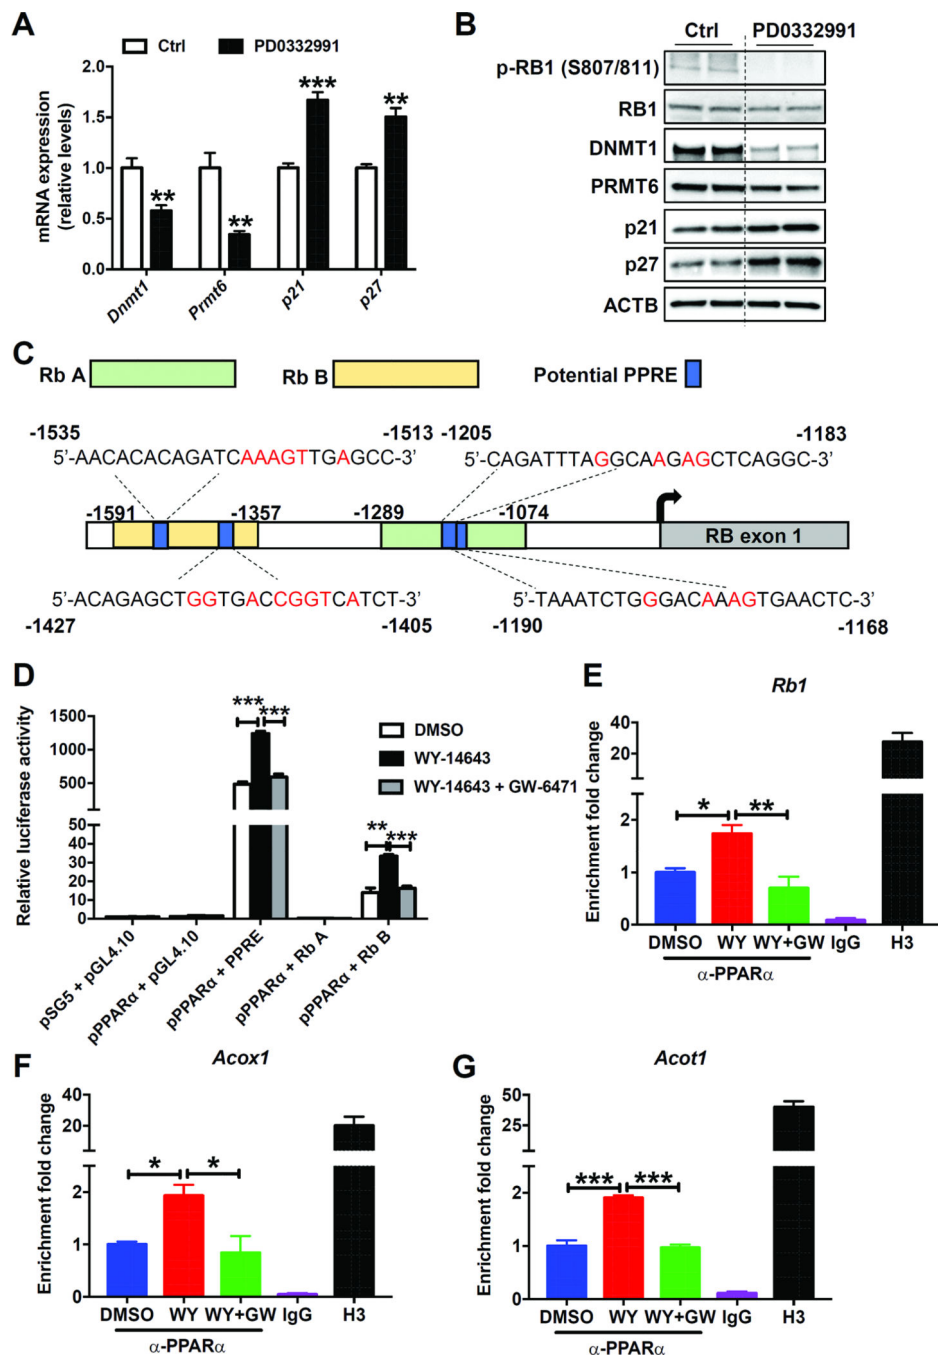 A
Ctrl
PD0332991
mRNA expression
(relative levels)
2.0
1.5
1.0
0.5
0.0
**
**
***
**
Dnmt1
Prmt6
p21
p27
B
Ctrl
PD0332991
p-RB1 (S807/811)
RB1
DNMT1
PRMT6
p21
p27
ACTB
C
Rb A
Rb B
Potential PPRE
-1535
-1513
-1205
-1183
5'-AACACACAGATCAAAGTTGAGCC-3'
5'-CAGATTTAGGCAAGAGCTCAGGC-3'
-1591
-1357
-1289
-1074
RB exon 1
5'-ACAGAGCTGGTGACCGGTCATCT-3'
5'-TAAATCTGGGACAAAGTGAACTC-3'
-1427
-1405
-1190
-1168
D
Relative luciferase activity
1500
1000
500
50
40
30
20
10
0
***
***
**
***
DMSO
WY-14643
WY-14643 + GW-6471
pSG5 + pGL4.10
pPPARα + pGL4.10
pPPARα + PPRE
pPPARα + Rb A
pPPARα + Rb B
E
Rb1
Enrichment fold change
40
20
2
1
0
*
**
DMSO
WY
WY+GW
IgG
H3
α-PPARα
F
Acox1
Enrichment fold change
40
20
2
1
0
*
*
DMSO
WY
WY+GW
IgG
H3
α-PPARα
G
Acot1
Enrichment fold change
50
40
2
1
0
***
***
DMSO
WY
WY+GW
IgG
H3
α-PPARα